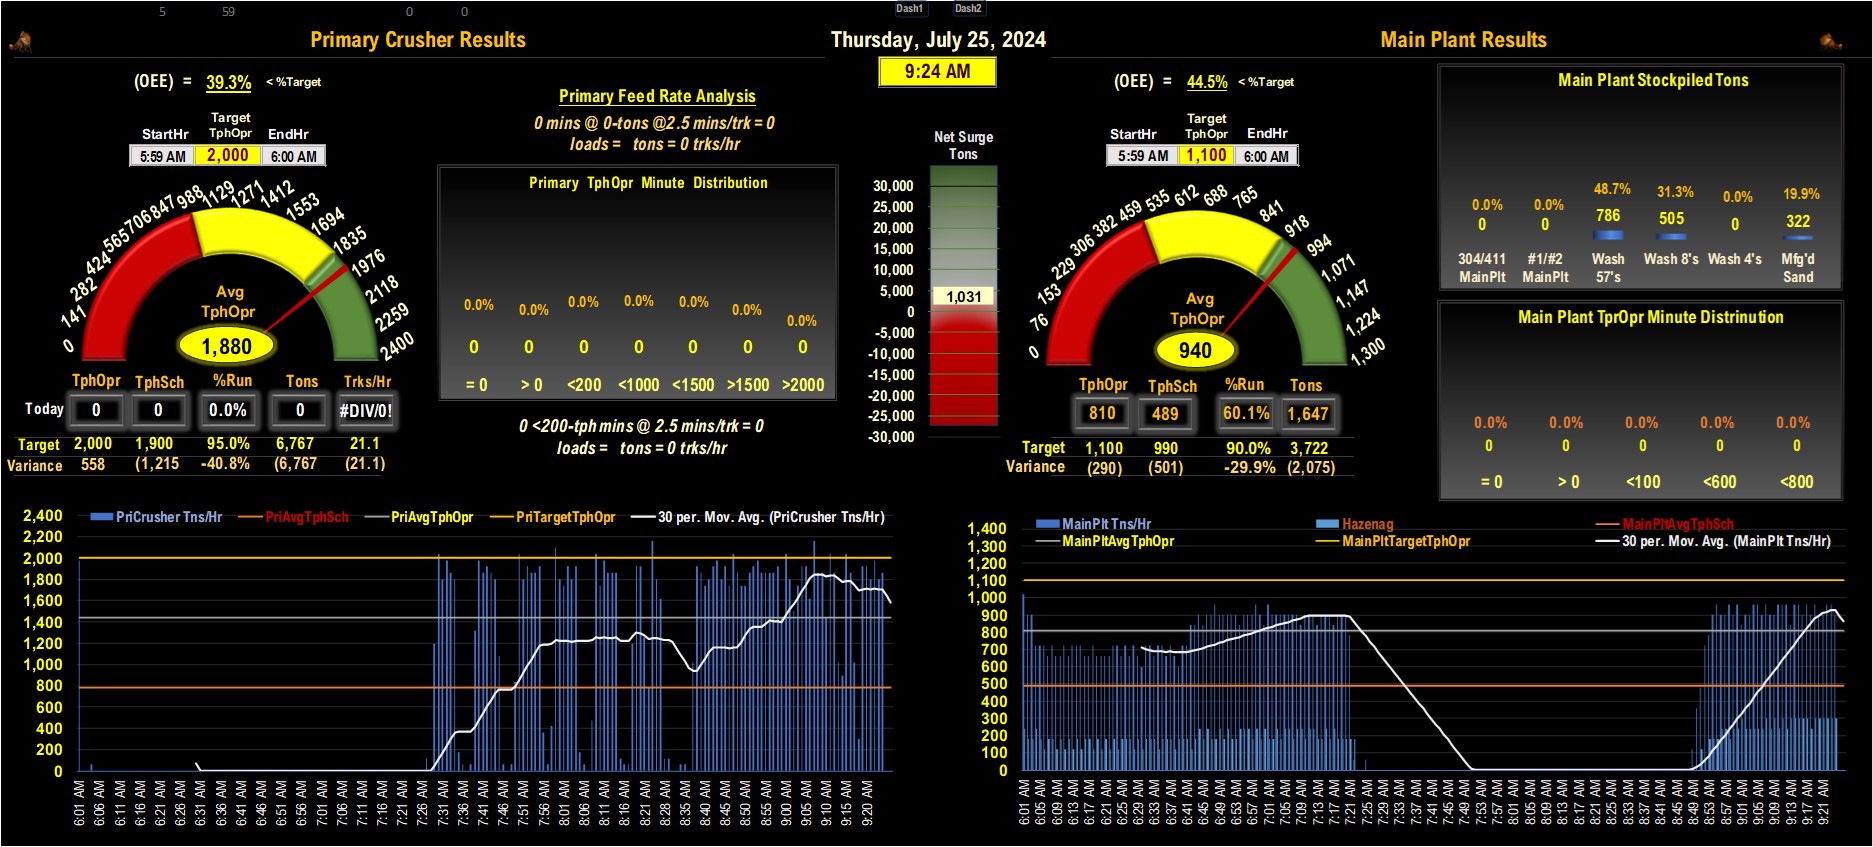 5 59 0 0 Dash1 Dash2
Primary Crusher Results
Thursday, July 25, 2024
Main Plant Results
9:24 AM
(OEE) = 39.3% < %Target
Target
StartHr TphOpr EndHr
5:59 AM 2,000 6:00 AM
0 141 282 424 565 706 847 988 1129 1271 1412 1553 1694 1835 1976 2118 2259 2400
Avg
TphOpr
1,880
TphOpr TphSch %Run Tons Trks/Hr
Today 0 0 0.0% 0 #DIV/0!
Target 2,000 1,900 95.0% 6,767 21.1
Variance 558 (1,215 -40.8% (6,767 (21.1)
Primary Feed Rate Analysis
0 mins @ 0-tons @2.5 mins/trk = 0
loads = tons = 0 trks/hr
Primary TphOpr Minute Distribution
0.0% 0.0% 0.0% 0.0% 0.0% 0.0% 0.0%
0 0 0 0 0 0 0
= 0 > 0 <200 <1000 <1500 >1500 >2000
0 <200-tph mins @ 2.5 mins/trk = 0
loads = tons = 0 trks/hr
Net Surge
Tons
30,000
25,000
20,000
15,000
10,000
5,000
1,031
0
-5,000
-10,000
-15,000
-20,000
-25,000
-30,000
(OEE) = 44.5% < %Target
Target
StartHr TphOpr EndHr
5:59 AM 1,100 6:00 AM
0 76 153 229 306 382 459 535 612 688 765 841 918 994 1,071 1,147 1,224 1,300
Avg
TphOpr
940
TphOpr TphSch %Run Tons
810 489 60.1% 1,647
Target 1,100 990 90.0% 3,722
Variance (290) (501) -29.9% (2,075)
Main Plant Stockpiled Tons
0.0% 0.0% 48.7% 31.3% 0.0% 19.9%
0 0 786 505 0 322
304/411 #1/#2 Wash Wash 8's Wash 4's Mfg'd
MainPlt MainPlt 57's Sand
Main Plant TprOpr Minute Distrinution
0.0% 0.0% 0.0% 0.0% 0.0%
0 0 0 0 0
= 0 > 0 <100 <600 <800
PriCrusher Tns/Hr PriAvgTphSch PriAvgTphOpr PriTargetTphOpr 30 per. Mov. Avg. (PriCrusher Tns/Hr)
2,400
2,200
2,000
1,800
1,600
1,400
1,200
1,000
800
600
400
200
0
6:01 AM 6:06 AM 6:11 AM 6:16 AM 6:21 AM 6:26 AM 6:31 AM 6:36 AM 6:41 AM 6:46 AM 6:51 AM 6:56 AM 7:01 AM 7:06 AM 7:11 AM 7:16 AM 7:21 AM 7:26 AM 7:31 AM 7:36 AM 7:41 AM 7:46 AM 7:51 AM 7:56 AM 8:01 AM 8:06 AM 8:11 AM 8:16 AM 8:21 AM 8:26 AM 8:35 AM 8:40 AM 8:45 AM 8:50 AM 8:55 AM 9:00 AM 9:05 AM 9:10 AM 9:15 AM 9:20 AM
MainPlt Tns/Hr Hazenag MainPltAvgTphSch
MainPltAvgTphOpr MainPltTargetTphOpr 30 per. Mov. Avg. (MainPlt Tns/Hr)
1,400
1,300
1,200
1,100
1,000
900
800
700
600
500
400
300
200
100
0
6:01 AM 6:05 AM 6:09 AM 6:13 AM 6:17 AM 6:21 AM 6:25 AM 6:29 AM 6:33 AM 6:37 AM 6:41 AM 6:45 AM 6:49 AM 6:53 AM 6:57 AM 7:01 AM 7:05 AM 7:09 AM 7:13 AM 7:17 AM 7:21 AM 7:25 AM 7:29 AM 7:33 AM 7:37 AM 7:41 AM 7:45 AM 7:49 AM 7:53 AM 7:57 AM 8:01 AM 8:05 AM 8:09 AM 8:13 AM 8:17 AM 8:21 AM 8:25 AM 8:29 AM 8:33 AM 8:37 AM 8:41 AM 8:45 AM 8:49 AM 8:53 AM 8:57 AM 9:01 AM 9:05 AM 9:09 AM 9:13 AM 9:17 AM 9:21 AM